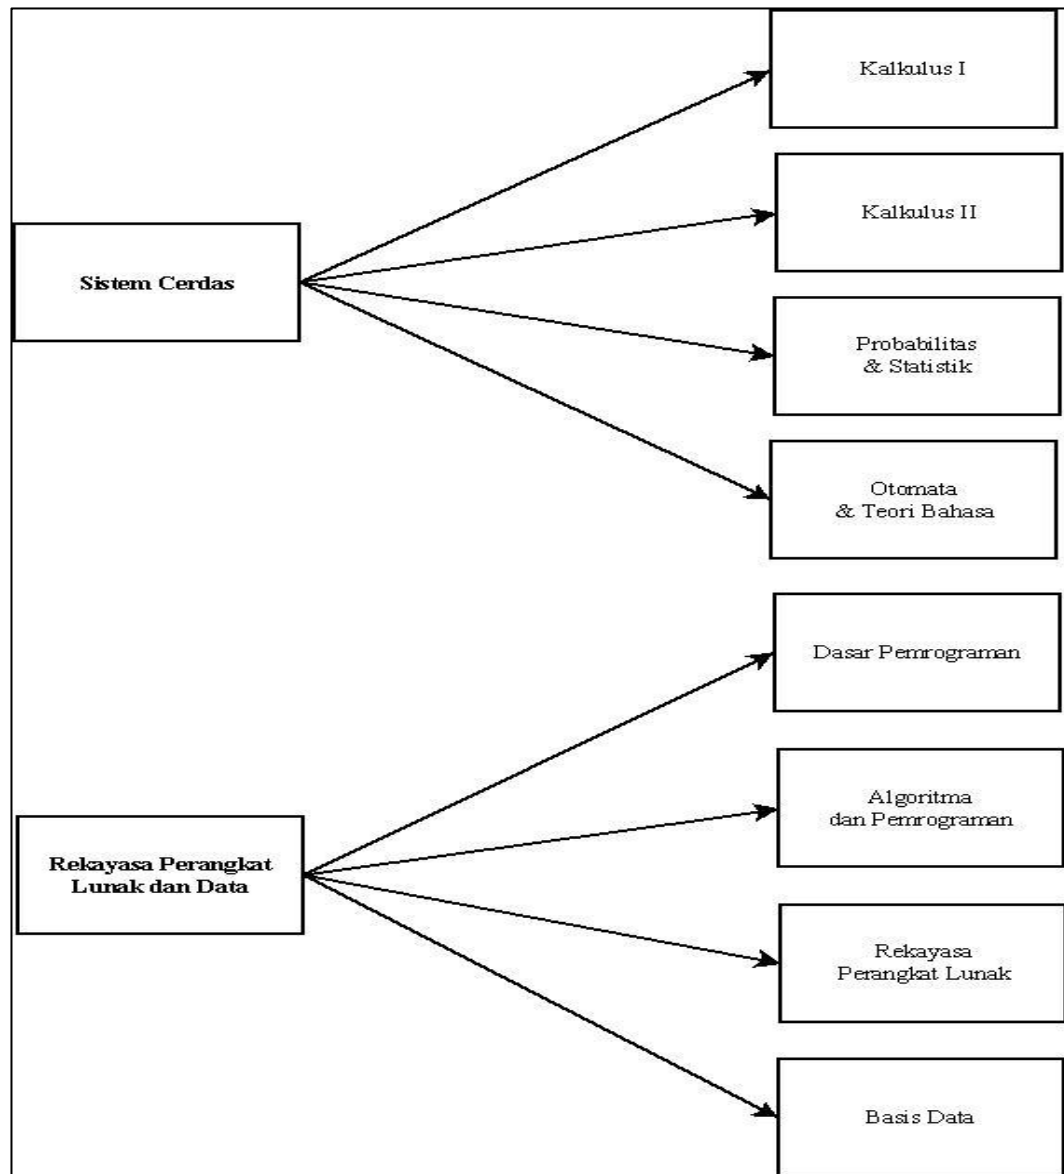 Sistem Cerdas
Kalkulus I
Kalkulus II
Probabilitas
& Statistik
Otomata
& Teori Bahasa
Rekayasa Perangkat
Lunak dan Data
Dasar Pemrograman
Algoritma
dan Pemrograman
Rekayasa
Perangkat Lunak
Basis Data